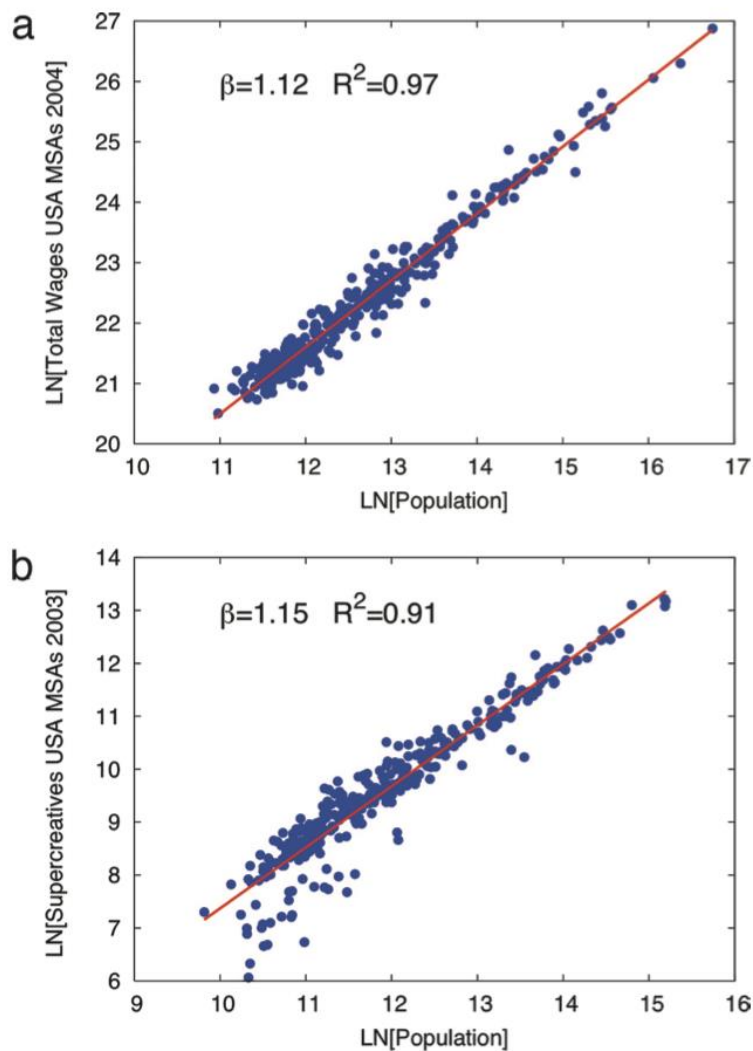 a
β=1.12 R²=0.97
LN[Total Wages USA MSAs 2004]
27
26
25
24
23
22
21
20
10 11 12 13 14 15 16 17
LN[Population]
b
β=1.15 R²=0.91
LN[Supercreatives USA MSAs 2003]
14
13
12
11
10
9
8
7
6
9 10 11 12 13 14 15 16
LN[Population]